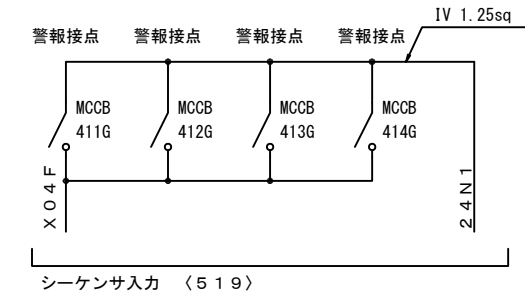 IV 1.25sq
警報接点 警報接点 警報接点 警報接点
MCCB MCCB MCCB MCCB
411G 412G 413G 414G
X04F
24N1
シーケンサ入力 〈519〉